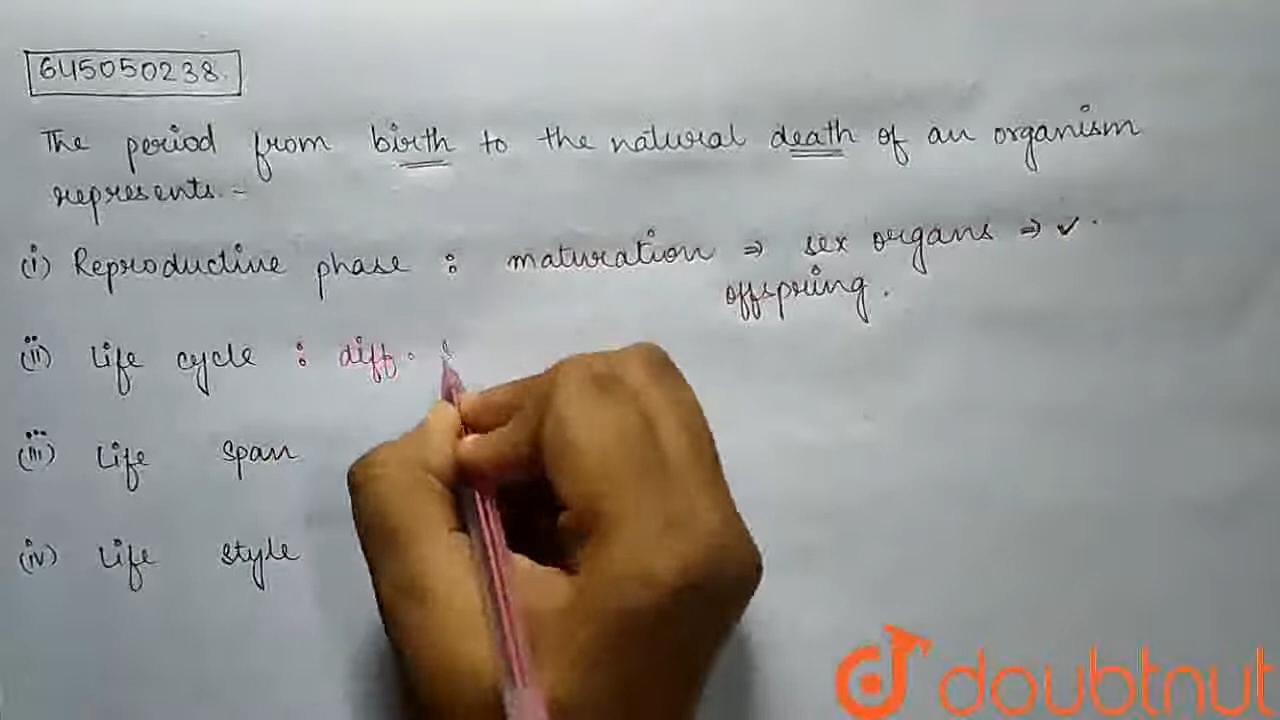 645050238.
The period from birth to the natural death of an organism
represents. -
(i) Reproductive phase : maturation ⇒ sex organs ⇒ ✓.
offspring.
(ii) Life cycle : diff. s
(iii) Life span
(iv) Life style
doubtnut